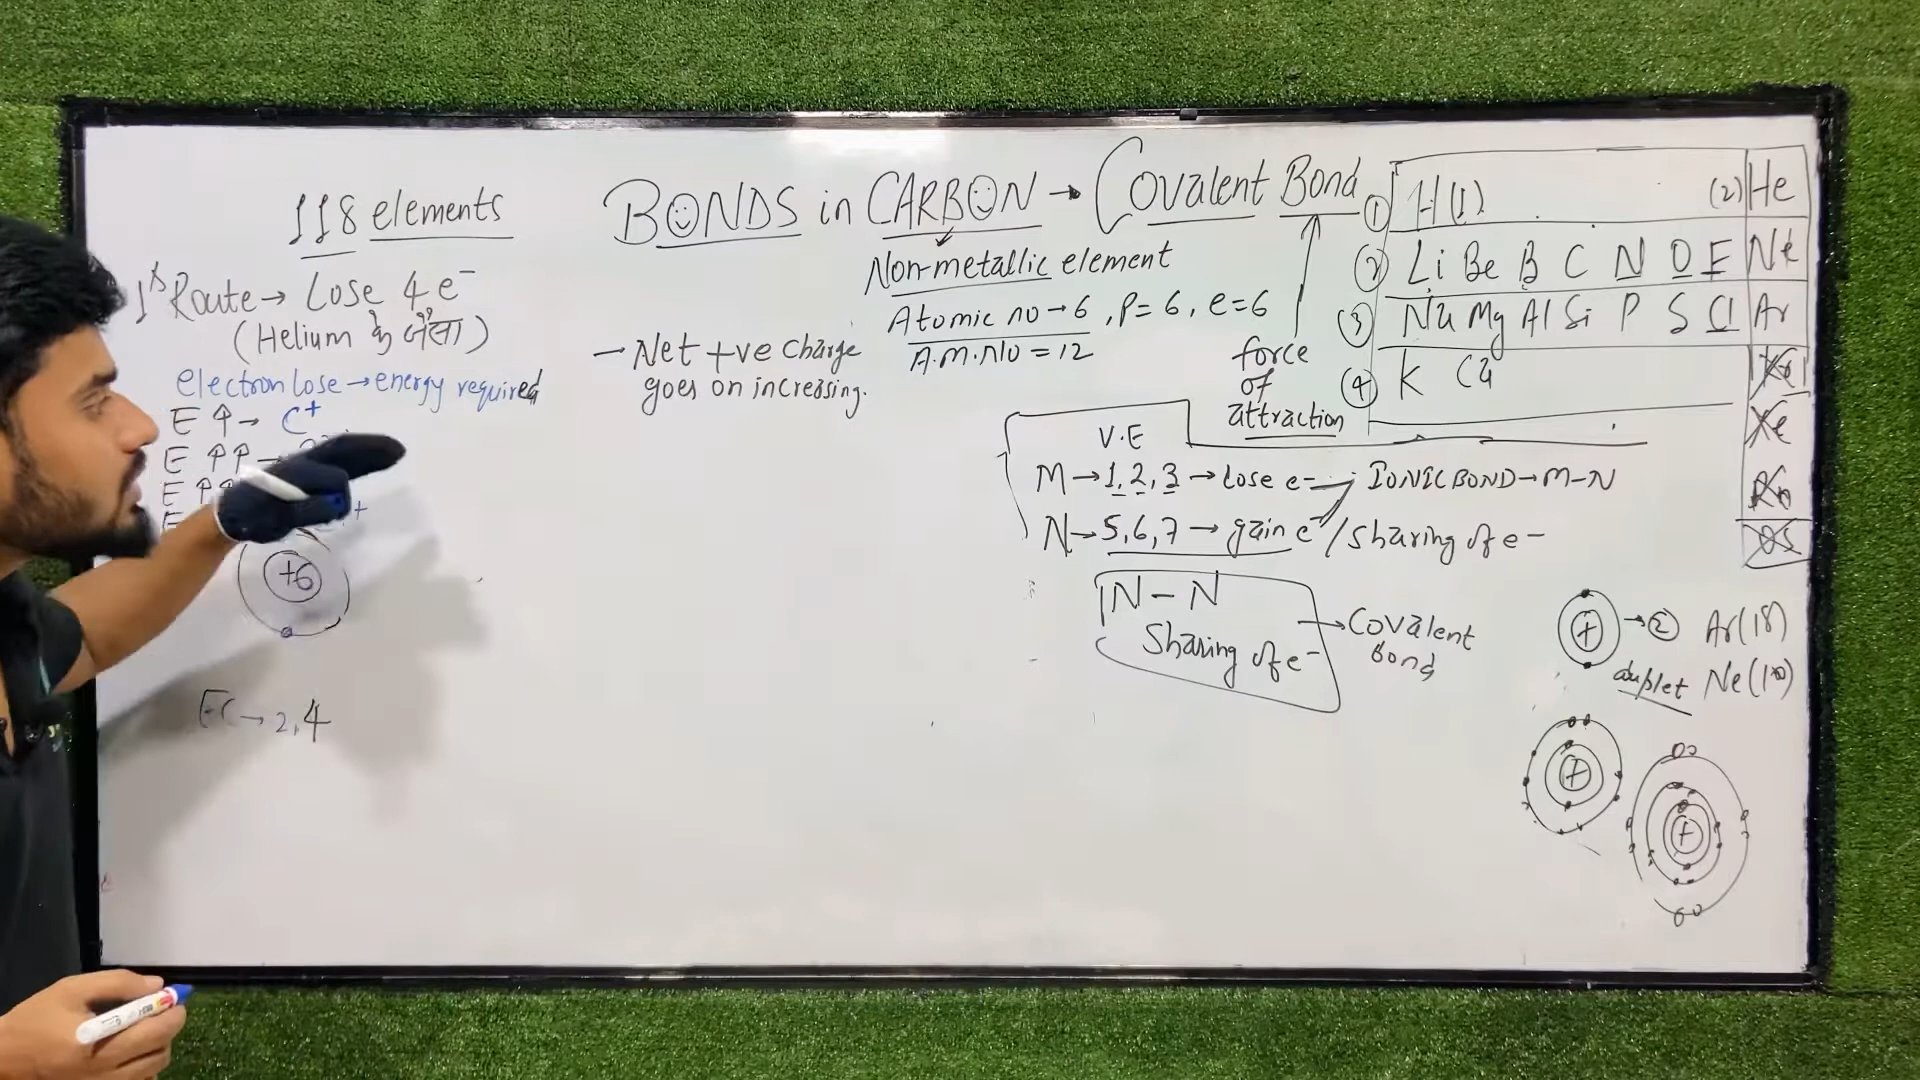 118 elements
1st Route → Lose 4 e⁻
(Helium के जैसा)
electron lose → energy required
E ↑ → C⁺
E ↑↑ →
E ↑↑
E
+6
EC → 2,4
BONDS in CARBON → Covalent Bond
Non-metallic element
Atomic no → 6, P = 6, e = 6
A.M.No = 12
→ Net +ve charge
goes on increasing.
force
of
attraction
V.E
M → 1, 2, 3 → lose e- IONIC BOND → M-N
N → 5, 6, 7 → gain e⁻ / sharing of e-
N - N
Sharing of e⁻ → Covalent
Bond
① H(1) (2) He
② Li Be B C N O F Ne
(3) Na Mg Al Si P S Cl Ar
④ K Ca Kr
Xe
Rn
+ → ② Ar(18)
duplet Ne(10)
+
+